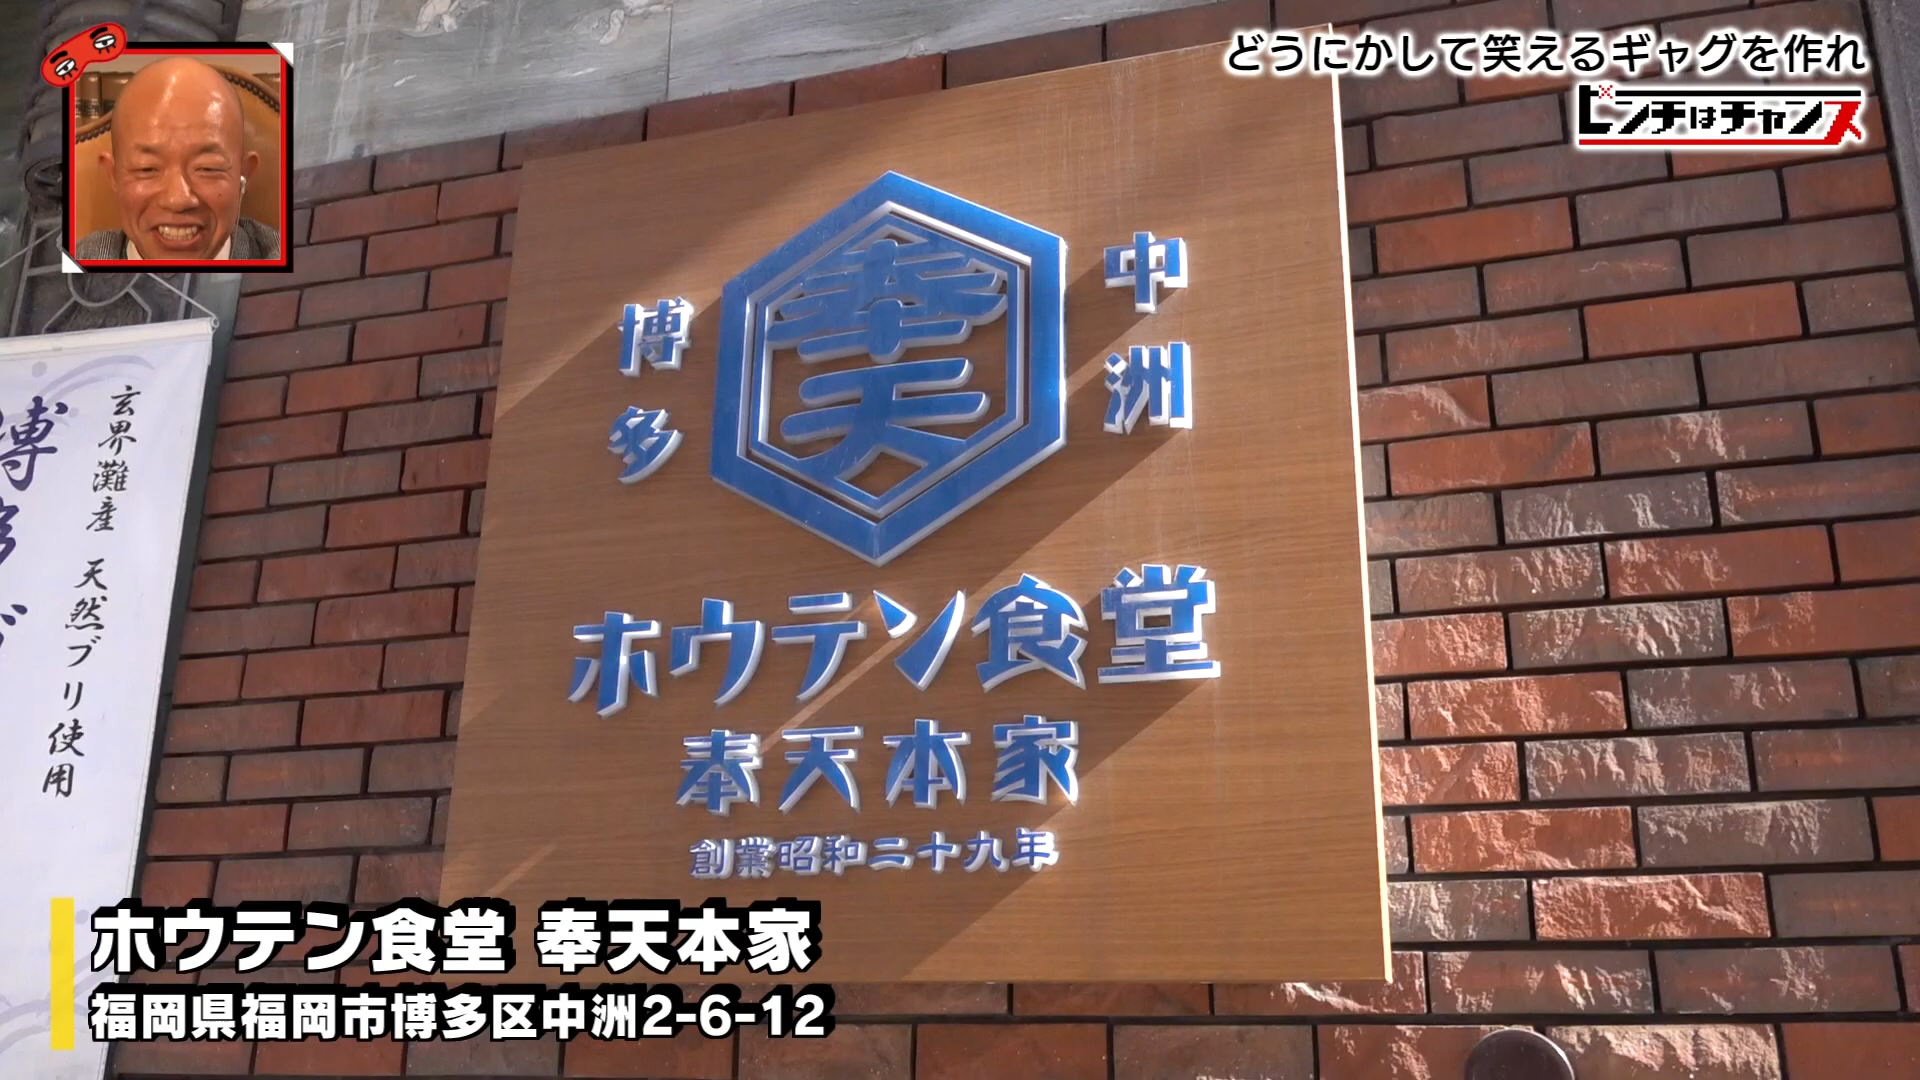 どうにかして笑えるギャグを作れ
ピンチはチャンス
中洲
奉天
博多
ホウテン食堂
奉天本家
創業昭和二十九年
玄界灘産 天然ブリ使用
ホウテン食堂 奉天本家
福岡県福岡市博多区中洲2-6-12